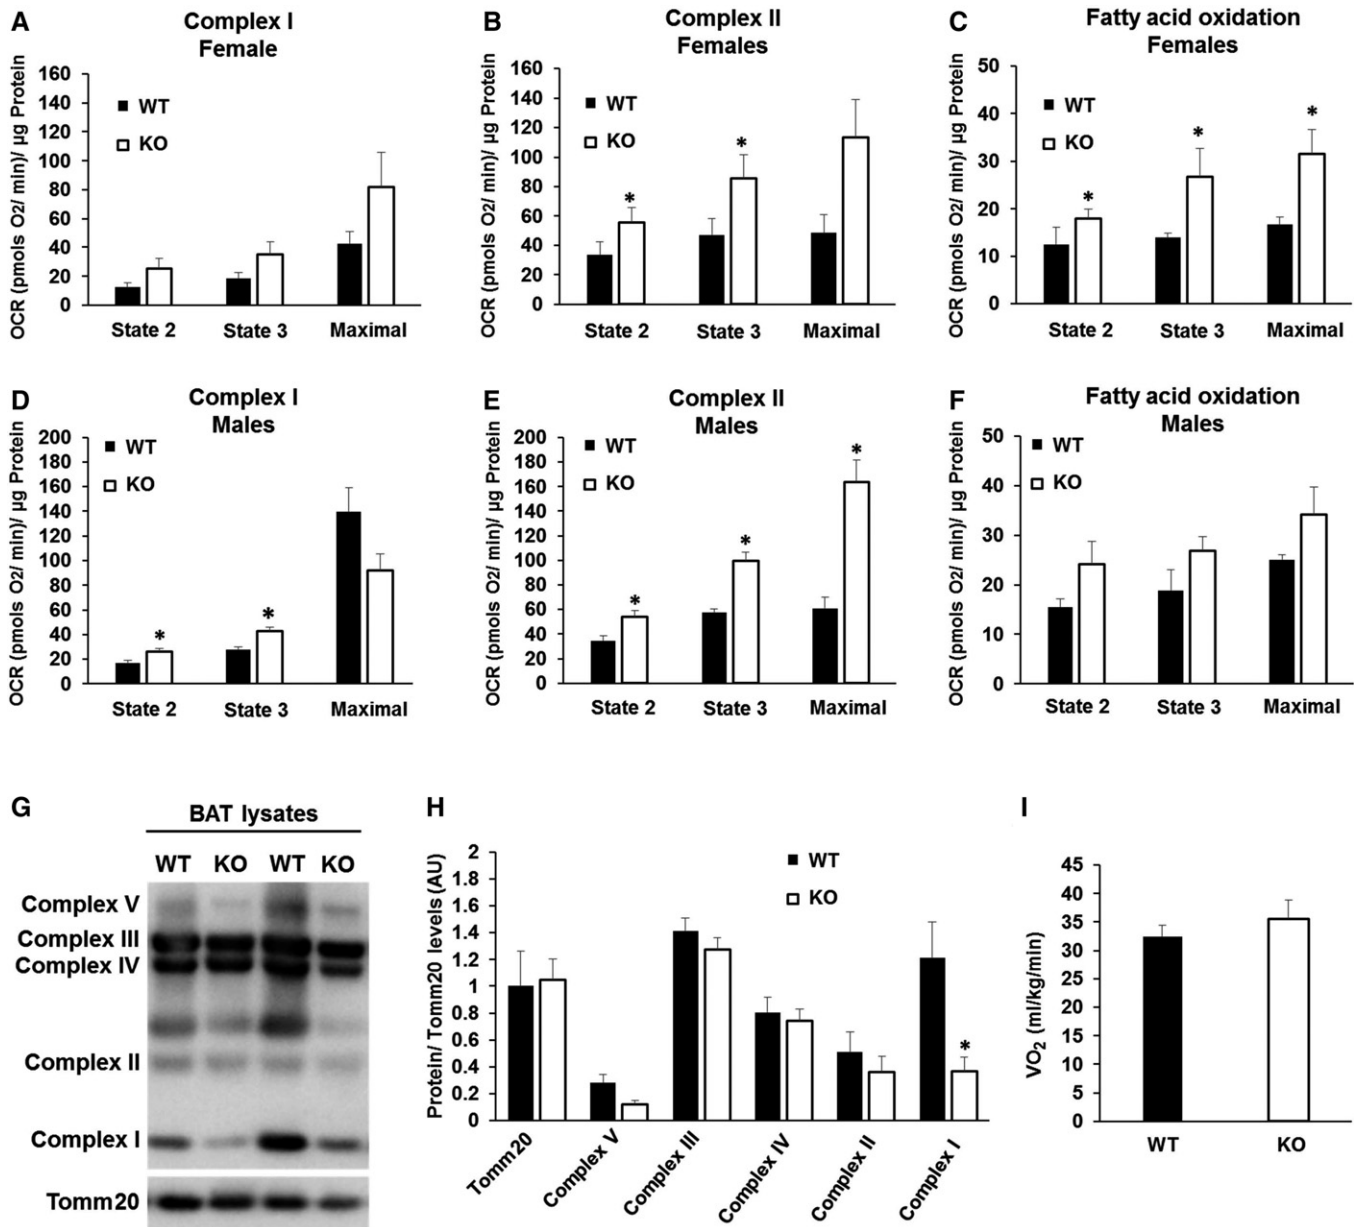 A
Complex I
Female
OCR (pmols O2/ min)/ µg Protein
160
140
120
100
80
60
40
20
0
WT
KO
State 2
State 3
Maximal
B
Complex II
Females
OCR (pmols O2/ min)/ µg Protein
160
140
120
100
80
60
40
20
0
WT
KO
*
*
State 2
State 3
Maximal
C
Fatty acid oxidation
Females
OCR (pmols O2/ min)/ µg Protein
50
40
30
20
10
0
WT
KO
*
*
*
State 2
State 3
Maximal
D
Complex I
Males
OCR (pmols O2/ min)/ µg Protein
200
180
160
140
120
100
80
60
40
20
0
WT
KO
*
*
State 2
State 3
Maximal
E
Complex II
Males
OCR (pmols O2/ min)/ µg Protein
200
180
160
140
120
100
80
60
40
20
0
WT
KO
*
*
*
State 2
State 3
Maximal
F
Fatty acid oxidation
Males
OCR (pmols O2/ min)/ µg Protein
50
40
30
20
10
0
WT
KO
State 2
State 3
Maximal
G
BAT lysates
WT KO WT KO
Complex V
Complex III
Complex IV
Complex II
Complex I
Tomm20
H
Protein/ Tomm20 levels (AU)
2
1.8
1.6
1.4
1.2
1
0.8
0.6
0.4
0.2
0
WT
KO
*
Tomm20
Complex V
Complex III
Complex IV
Complex II
Complex I
I
VO2 (ml/kg/min)
45
40
35
30
25
20
15
10
5
0
WT
KO